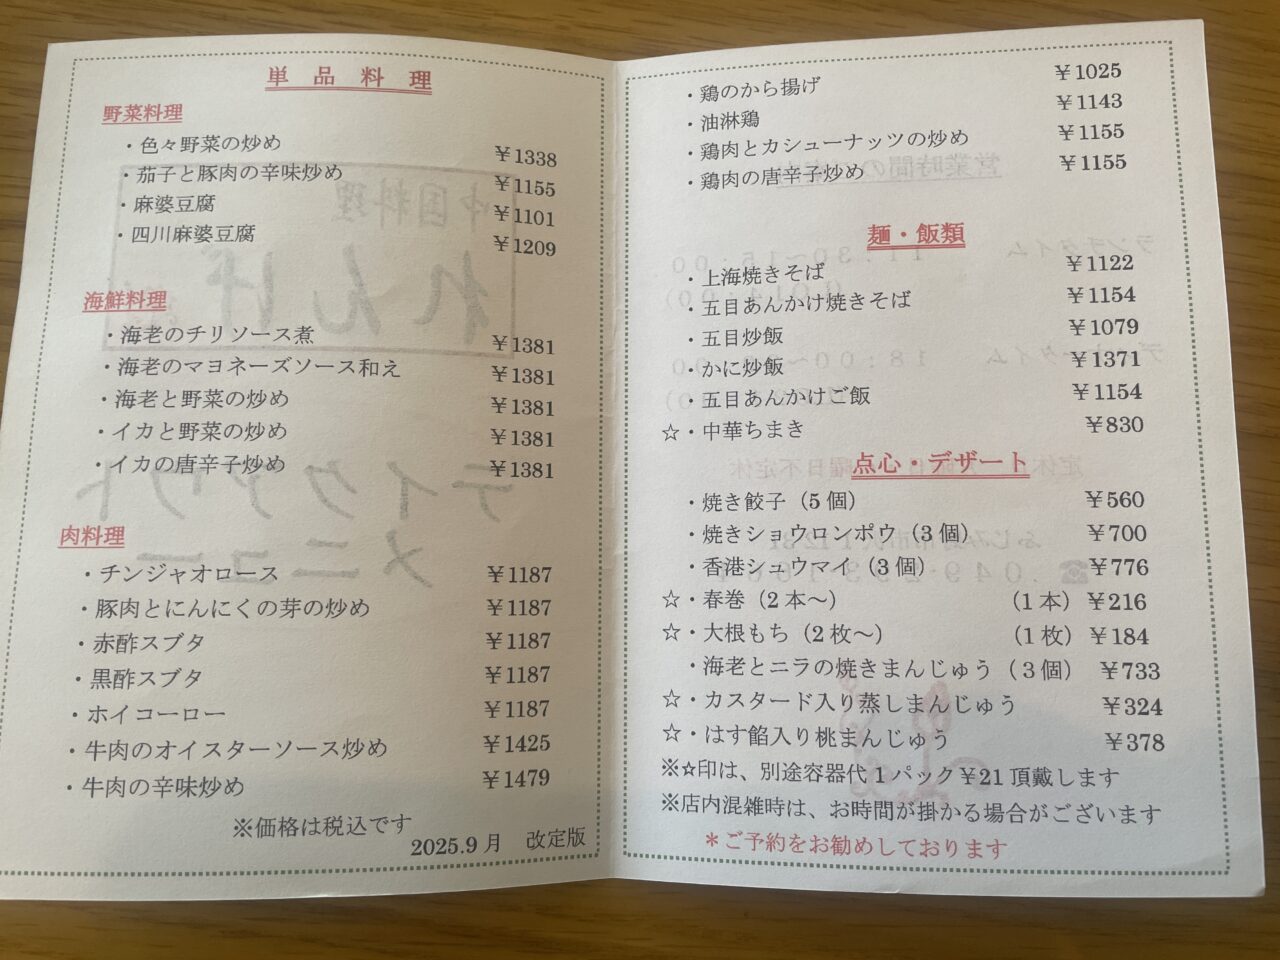 単品料理
野菜料理
・色々野菜の炒め ￥1338
・茄子と豚肉の辛味炒め ￥1155
・麻婆豆腐 ￥1101
・四川麻婆豆腐 ￥1209
海鮮料理
・海老のチリソース煮 ￥1381
・海老のマヨネーズソース和え ￥1381
・海老と野菜の炒め ￥1381
・イカと野菜の炒め ￥1381
・イカの唐辛子炒め ￥1381
肉料理
・チンジャオロース ￥1187
・豚肉とにんにくの芽の炒め ￥1187
・赤酢スブタ ￥1187
・黒酢スブタ ￥1187
・ホイコーロー ￥1187
・牛肉のオイスターソース炒め ￥1425
・牛肉の辛味炒め ￥1479
※価格は税込です
2025.9月 改定版
・鶏のから揚げ ￥1025
・油淋鶏 ￥1143
・鶏肉とカシューナッツの炒め ￥1155
・鶏肉の唐辛子炒め ￥1155
麺・飯類
・上海焼きそば ￥1122
・五目あんかけ焼きそば ￥1154
・五目炒飯 ￥1079
・かに炒飯 ￥1371
・五目あんかけご飯 ￥1154
☆・中華ちまき ￥830
点心・デザート
・焼き餃子（5個） ￥560
・焼きショウロンポウ（3個） ￥700
・香港シュウマイ（3個） ￥776
☆・春巻（2本〜） （1本）￥216
☆・大根もち（2枚〜） （1枚）￥184
・海老とニラの焼きまんじゅう（3個） ￥733
☆・カスタード入り蒸しまんじゅう ￥324
☆・はす餡入り桃まんじゅう ￥378
※☆印は、別途容器代1パック￥21頂戴します
※店内混雑時は、お時間が掛かる場合がございます
＊ご予約をお勧めしております